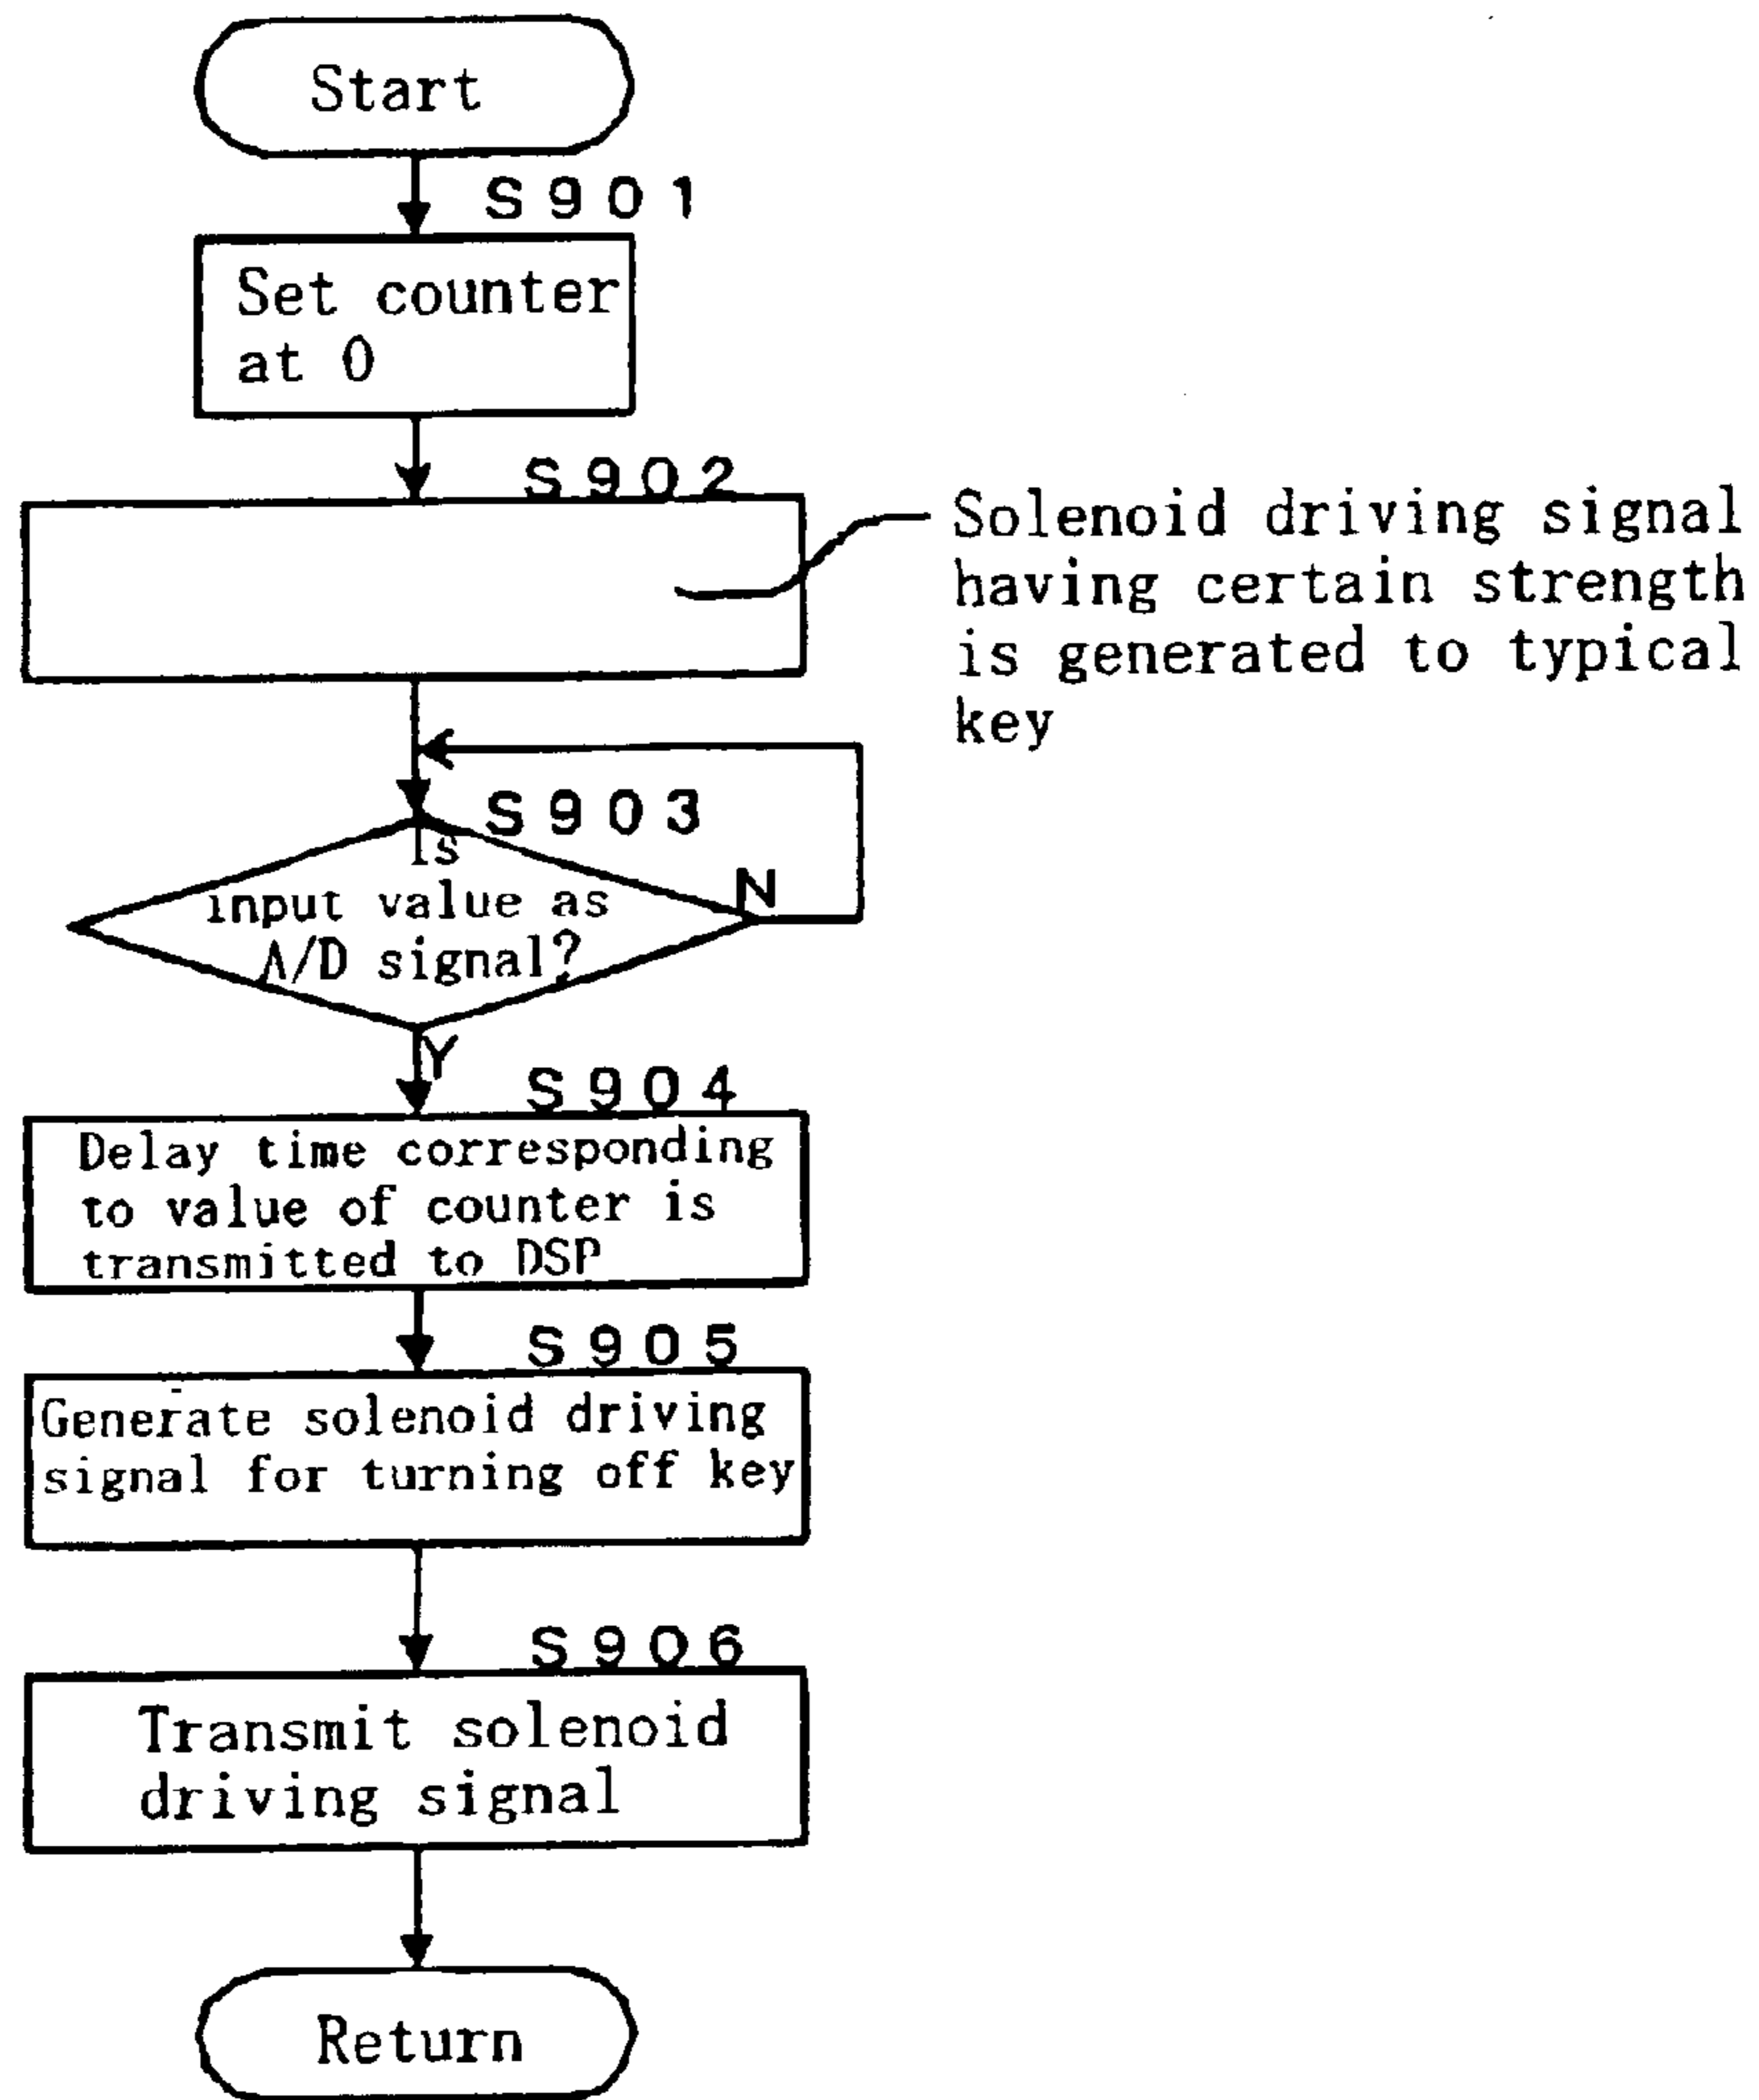 Start
S901
Set counter
at 0
S902
Solenoid driving signal
having certain strength
is generated to typical
key
S903
Is
input value as
A/D signal?
N
Y
S904
Delay time corresponding
to value of counter is
transmitted to DSP
S905
Generate solenoid driving
signal for turning off key
S906
Transmit solenoid
driving signal
Return